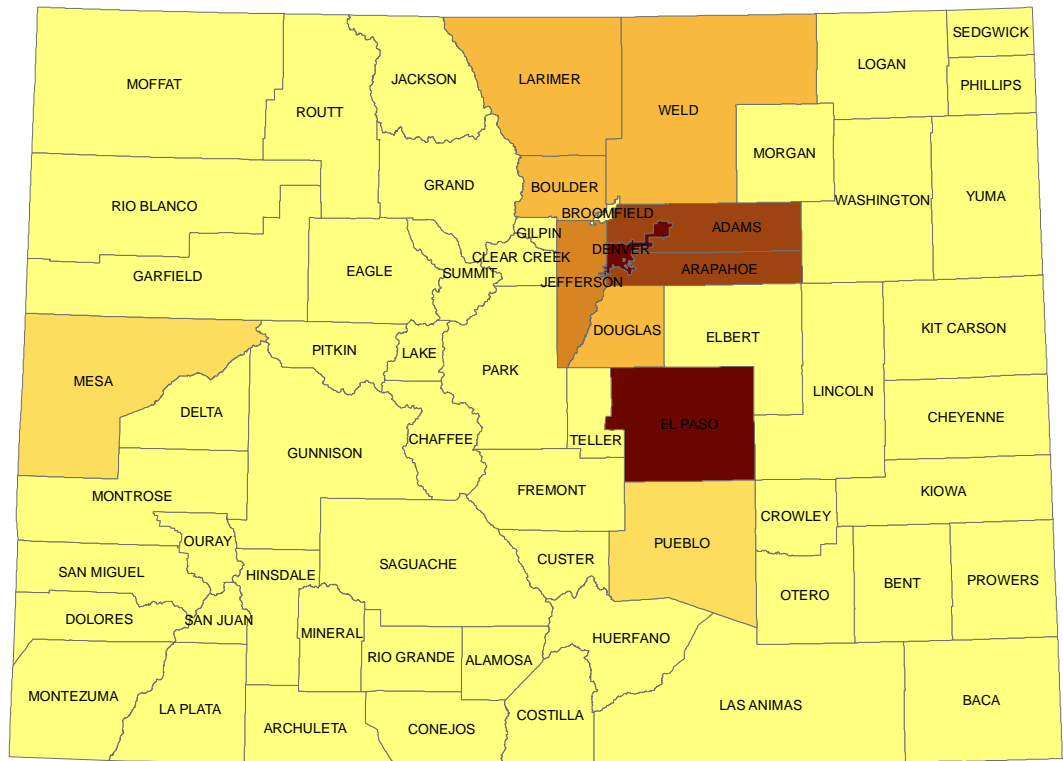 SEDGWICK
LOGAN
JACKSON
LARIMER
MOFFAT
PHILLIPS
ROUTT
WELD
MORGAN
GRAND
BOULDER
YUMA
WASHINGTON
RIO BLANCO
BROOMFIELD
ADAMS
GILPIN
DENVER
CLEAR CREEK
ARAPAHOE
EAGLE
SUMMIT
GARFIELD
JEFFERSON
DOUGLAS
KIT CARSON
ELBERT
PITKIN
LAKE
PARK
MESA
LINCOLN
DELTA
CHEYENNE
EL PASO
CHAFFEE
TELLER
GUNNISON
FREMONT
KIOWA
MONTROSE
CROWLEY
OURAY
PUEBLO
CUSTER
SAGUACHE
SAN MIGUEL
HINSDALE
PROWERS
BENT
OTERO
DOLORES
SAN JUAN
MINERAL
HUERFANO
RIO GRANDE
ALAMOSA
MONTEZUMA
BACA
LAS ANIMAS
LA PLATA
COSTILLA
ARCHULETA
CONEJOS